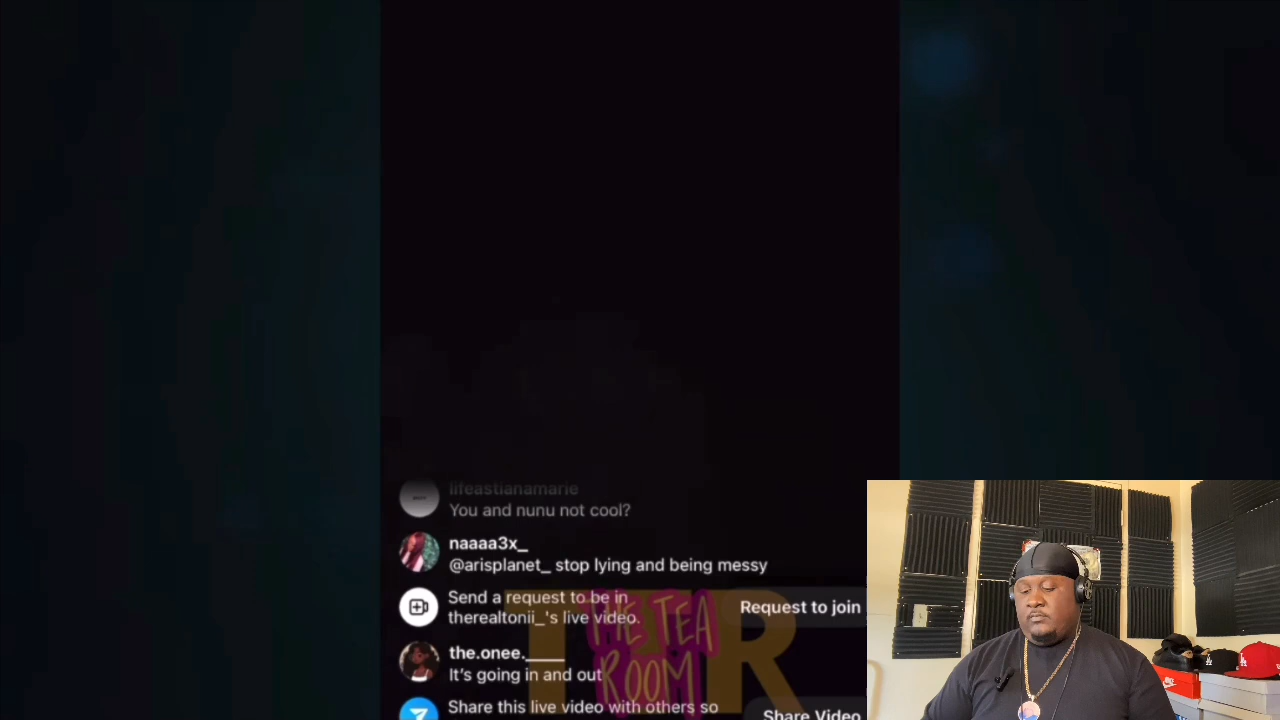 lifeastianamarie
You and nunu not cool?
naaaa3x_
@arisplanet_ stop lying and being messy
Send a request to be in
therealtonii_'s live video.
Request to join
the.onee.____
It's going in and out
Share this live video with others so
Share Video
T R
THE TEA
ROOM